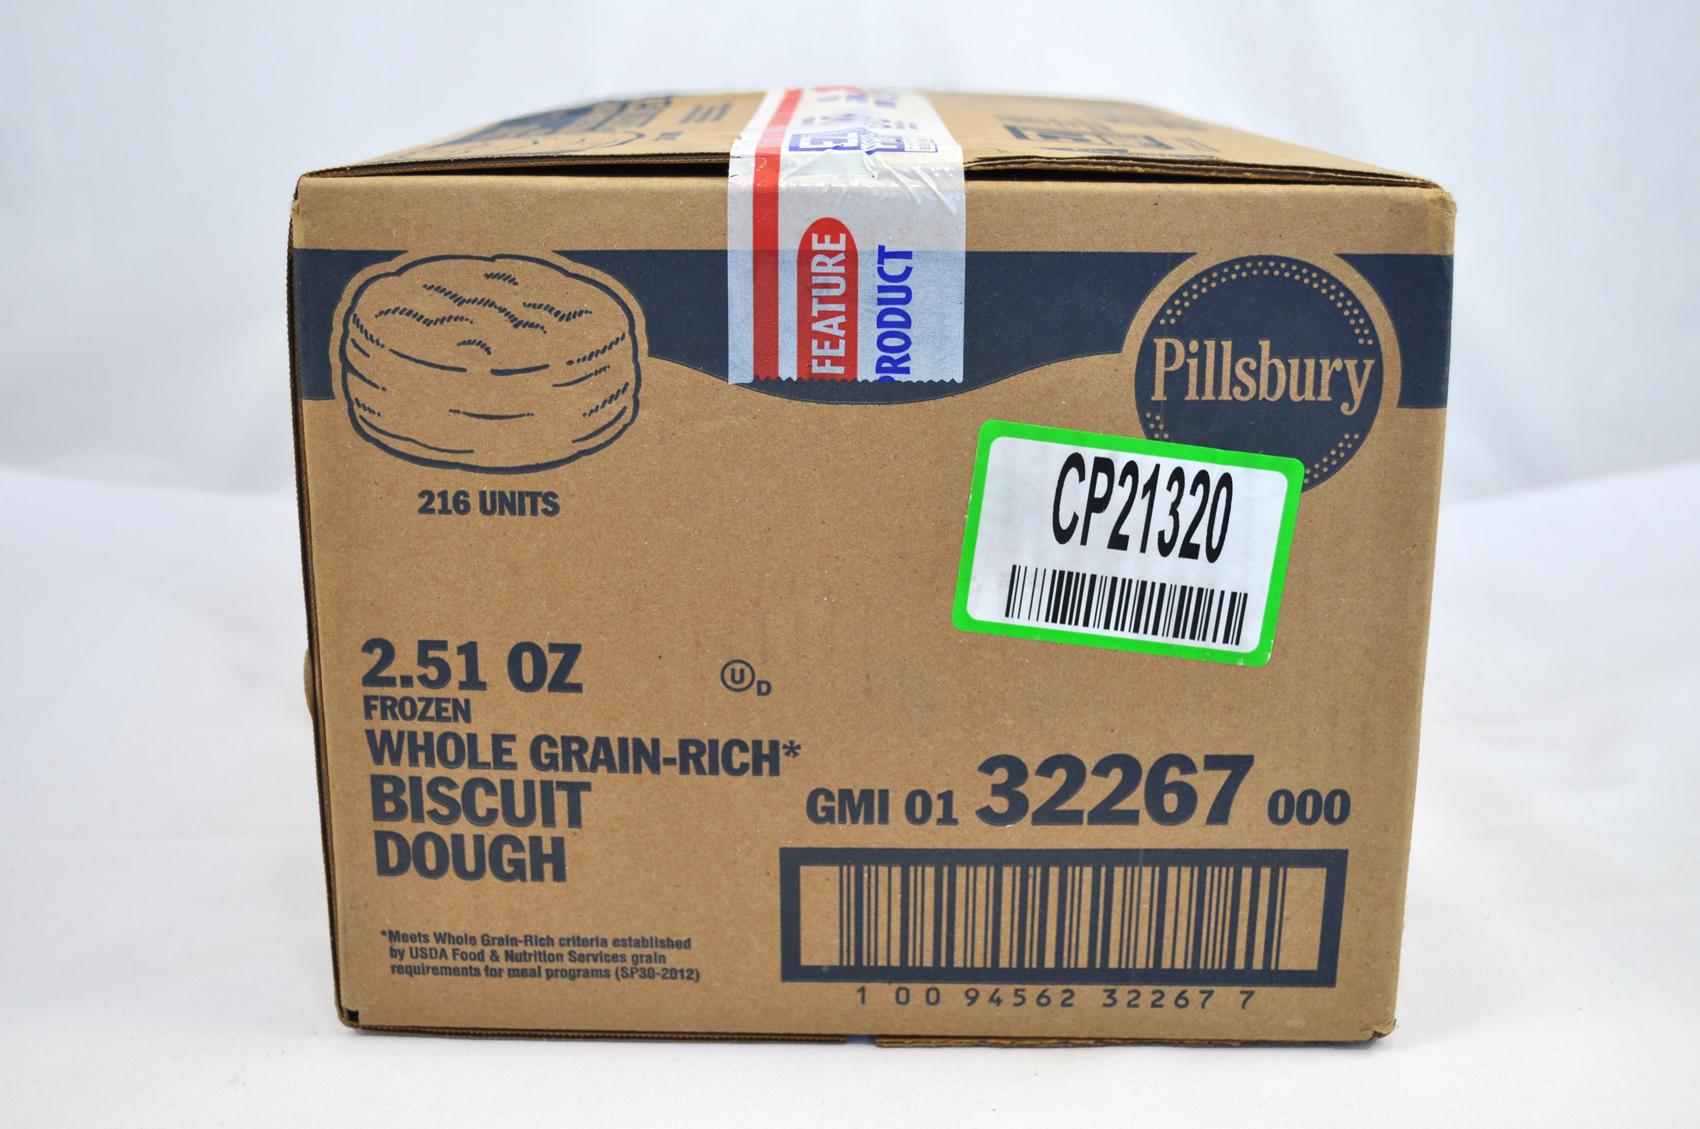 FEATURE
PRODUCT
Pillsbury
216 UNITS
CP21320
2.51 OZ
FROZEN
WHOLE GRAIN-RICH*
BISCUIT
DOUGH
U D
GMI 01 32267 000
*Meets Whole Grain-Rich criteria established
by USDA Food & Nutrition Services grain
requirements for meal programs (SP30-2012)
1 00 94562 32267 7